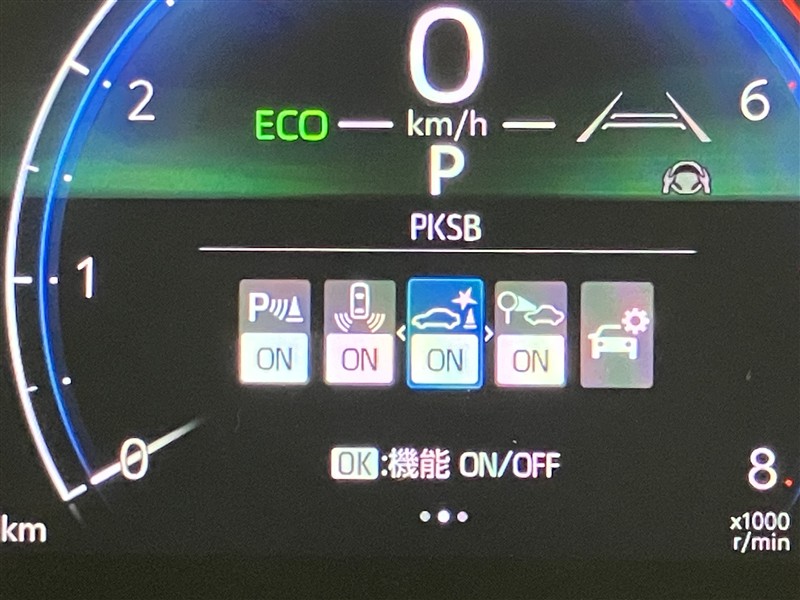 0
2
6
ECO
km/h
P
PKSB
1
P
ON
ON
ON
ON
0
OK:機能 ON/OFF
8
km
x1000
r/min